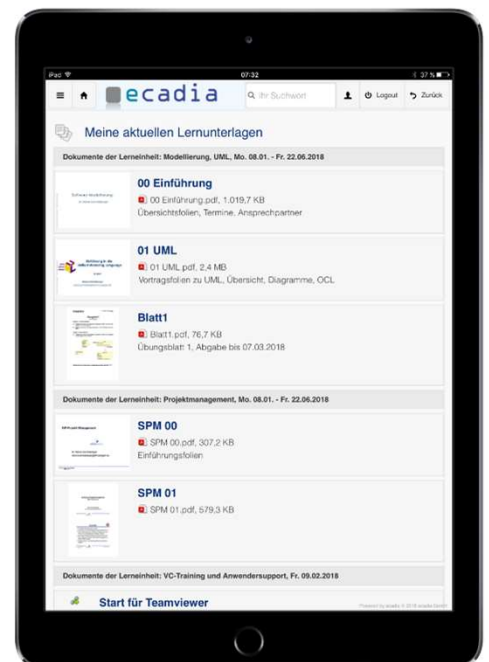 iPad
07:32
37 %
ecadia
Ihr Suchwort
Logout
Zurück
Meine aktuellen Lernunterlagen
Dokumente der Lerneinheit: Modellierung, UML, Mo. 08.01. - Fr. 22.06.2018
00 Einführung
00 Einführung.pdf, 1.019,7 KB
Übersichtsfolien, Termine, Ansprechpartner
01 UML
01 UML.pdf, 2,4 MB
Vortragsfolien zu UML, Übersicht, Diagramme, OCL
Blatt1
Blatt1.pdf, 76,7 KB
Übungsblatt 1, Abgabe bis 07.03.2018
Dokumente der Lerneinheit: Projektmanagement, Mo. 08.01. - Fr. 22.06.2018
SPM 00
SPM 00.pdf, 307,2 KB
Einführungsfolien
SPM 01
SPM 01.pdf, 579,3 KB
Dokumente der Lerneinheit: VC-Training und Anwendersupport, Fr. 09.02.2018
Start für Teamviewer